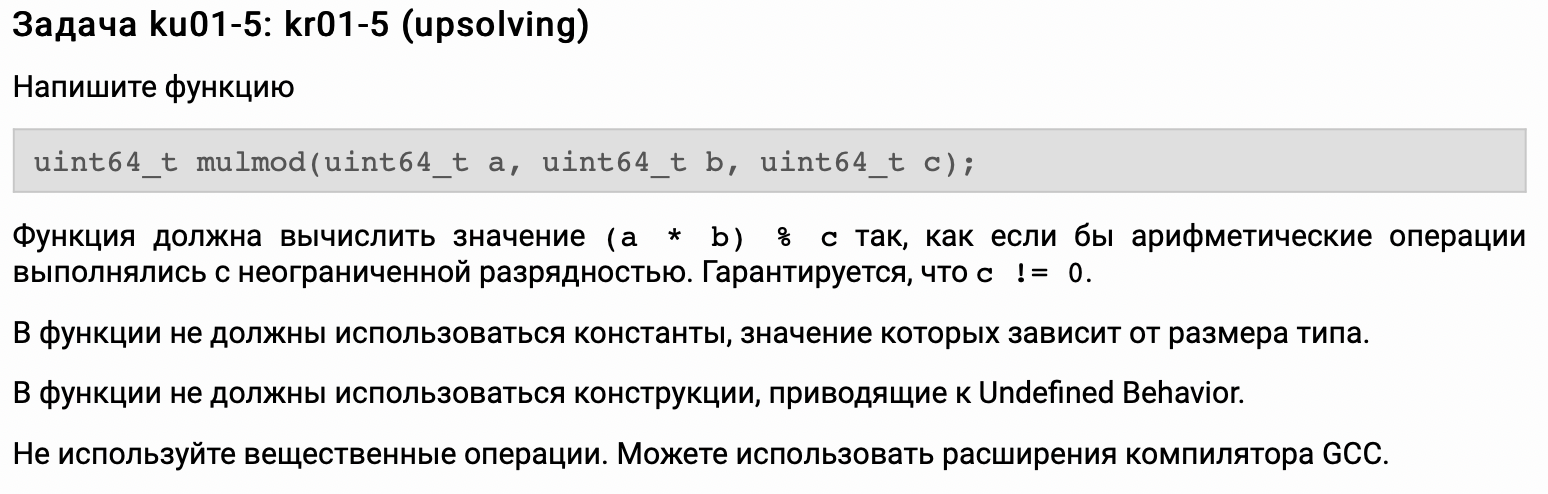 Задача ku01-5: kr01-5 (upsolving)
Напишите функцию
uint64_t mulmod(uint64_t a, uint64_t b, uint64_t c);
Функция должна вычислить значение (a * b) % c так, как если бы арифметические операции
выполнялись с неограниченной разрядностью. Гарантируется, что c != 0.
В функции не должны использоваться константы, значение которых зависит от размера типа.
В функции не должны использоваться конструкции, приводящие к Undefined Behavior.
Не используйте вещественные операции. Можете использовать расширения компилятора GCC.